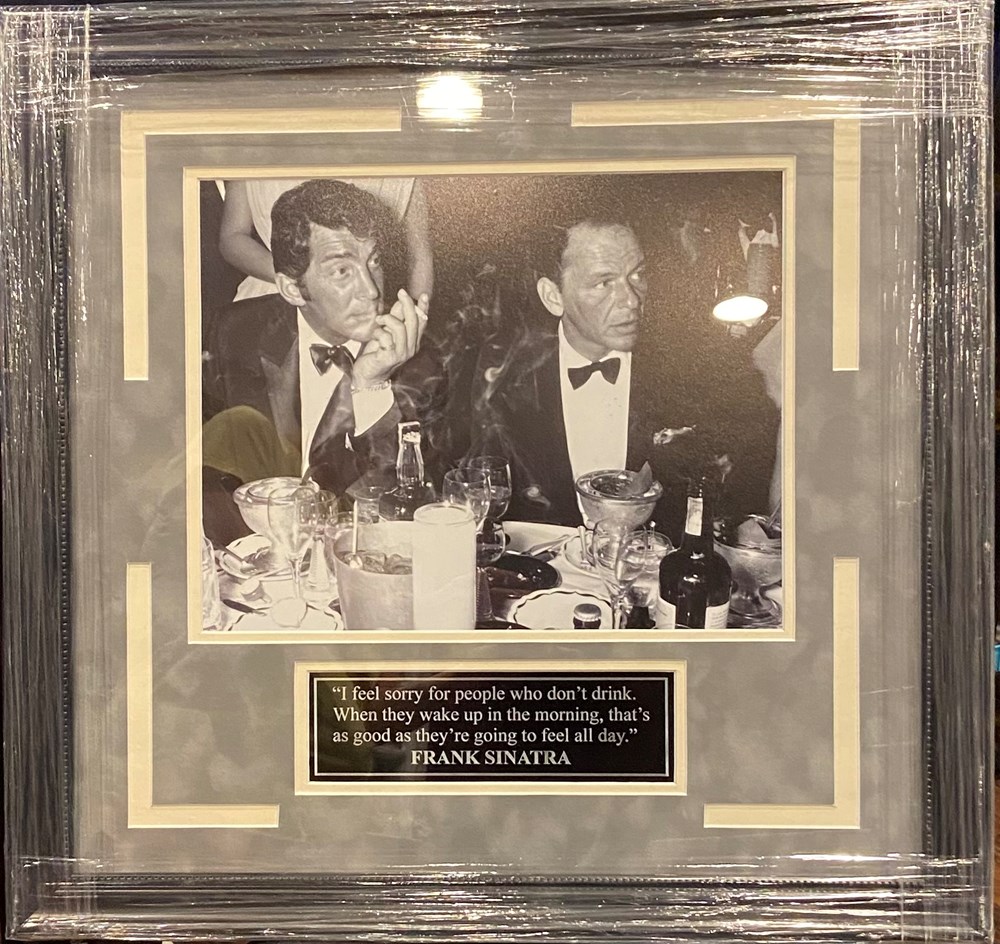 “I feel sorry for people who don’t drink.
When they wake up in the morning, that’s
as good as they’re going to feel all day.”
FRANK SINATRA